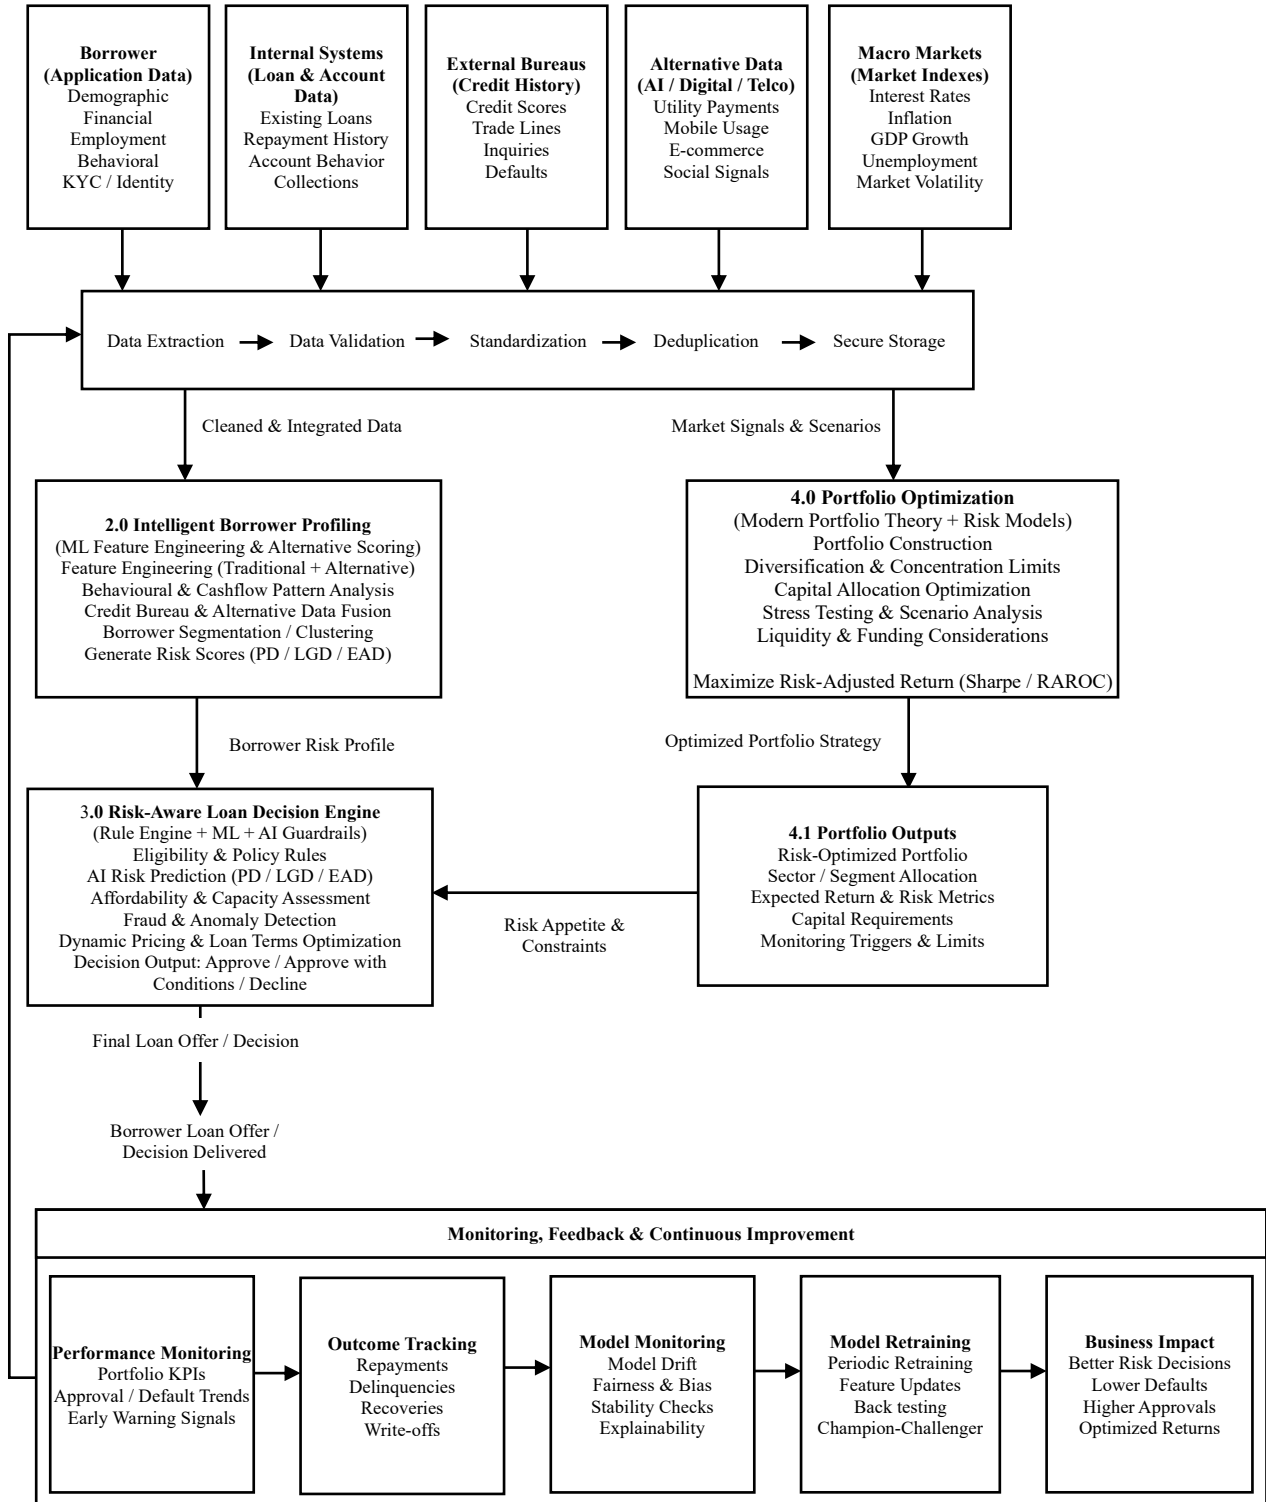 Borrower
(Application Data)
Demographic
Financial
Employment
Behavioral
KYC / Identity
Internal Systems
(Loan & Account
Data)
Existing Loans
Repayment History
Account Behavior
Collections
External Bureaus
(Credit History)
Credit Scores
Trade Lines
Inquiries
Defaults
Alternative Data
(AI / Digital / Telco)
Utility Payments
Mobile Usage
E-commerce
Social Signals
Macro Markets
(Market Indexes)
Interest Rates
Inflation
GDP Growth
Unemployment
Market Volatility
Data Extraction
Data Validation
Standardization
Deduplication
Secure Storage
Cleaned & Integrated Data
Market Signals & Scenarios
2.0 Intelligent Borrower Profiling
(ML Feature Engineering & Alternative Scoring)
Feature Engineering (Traditional + Alternative)
Behavioural & Cashflow Pattern Analysis
Credit Bureau & Alternative Data Fusion
Borrower Segmentation / Clustering
Generate Risk Scores (PD / LGD / EAD)
4.0 Portfolio Optimization
(Modern Portfolio Theory + Risk Models)
Portfolio Construction
Diversification & Concentration Limits
Capital Allocation Optimization
Stress Testing & Scenario Analysis
Liquidity & Funding Considerations
Maximize Risk-Adjusted Return (Sharpe / RAROC)
Borrower Risk Profile
Optimized Portfolio Strategy
3.0 Risk-Aware Loan Decision Engine
(Rule Engine + ML + AI Guardrails)
Eligibility & Policy Rules
AI Risk Prediction (PD / LGD / EAD)
Affordability & Capacity Assessment
Fraud & Anomaly Detection
Dynamic Pricing & Loan Terms Optimization
Decision Output: Approve / Approve with
Conditions / Decline
Risk Appetite &
Constraints
4.1 Portfolio Outputs
Risk-Optimized Portfolio
Sector / Segment Allocation
Expected Return & Risk Metrics
Capital Requirements
Monitoring Triggers & Limits
Final Loan Offer / Decision
Borrower Loan Offer /
Decision Delivered
Monitoring, Feedback & Continuous Improvement
Performance Monitoring
Portfolio KPIs
Approval / Default Trends
Early Warning Signals
Outcome Tracking
Repayments
Delinquencies
Recoveries
Write-offs
Model Monitoring
Model Drift
Fairness & Bias
Stability Checks
Explainability
Model Retraining
Periodic Retraining
Feature Updates
Back testing
Champion-Challenger
Business Impact
Better Risk Decisions
Lower Defaults
Higher Approvals
Optimized Returns